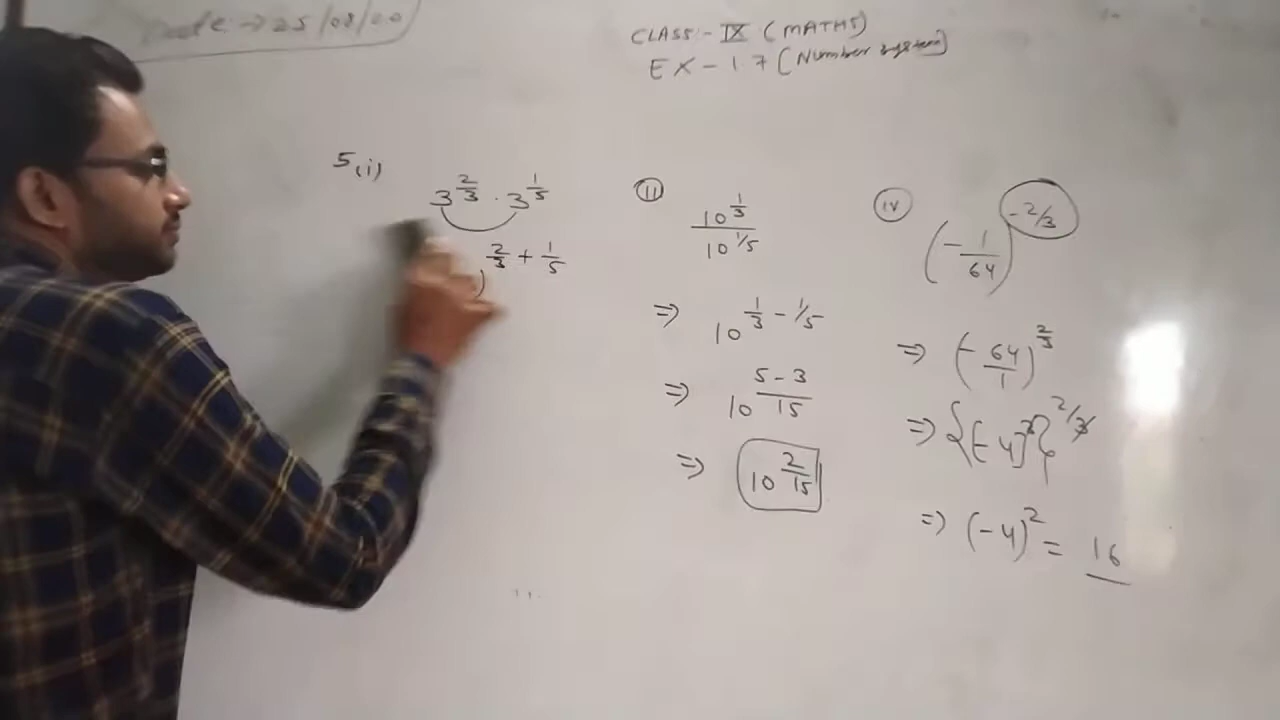 Date :→ 25/08/20
CLASS:- IX (MATHS)
EX-1.7 (Number system)
5(i)
3^{2/3} . 3^{1/5}
^{2/3 + 1/5}
(ii)
10^{1/3} / 10^{1/5}
=> 10^{1/3 - 1/5}
=> 10^{(5-3)/15}
=> 10^{2/15}
(iv)
(-1/64)^{-2/3}
=> (-64/1)^{2/3}
=> {(-4)^3}^{2/3}
=> (-4)^2 = 16